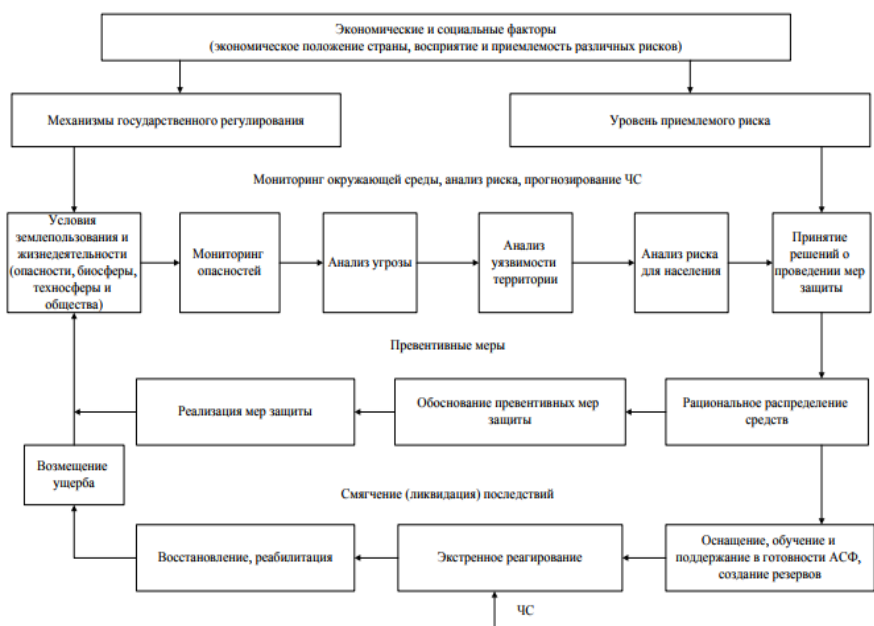 Экономические и социальные факторы
(экономическое положение страны, восприятие и приемлемость различных рисков)
Механизмы государственного регулирования
Уровень приемлемого риска
Мониторинг окружающей среды, анализ риска, прогнозирование ЧС
Условия
землепользования и
жизнедеятельности
(опасности, биосферы,
техносферы и
общества)
Мониторинг
опасностей
Анализ угрозы
Анализ
уязвимости
территории
Анализ риска
для населения
Принятие
решений о
проведении мер
защиты
Превентивные меры
Реализация мер защиты
Обоснование превентивных мер
защиты
Рациональное распределение
средств
Возмещение
ущерба
Смягчение (ликвидация) последствий
Восстановление, реабилитация
Экстренное реагирование
Оснащение, обучение и
поддержание в готовности АСФ,
создание резервов
ЧС